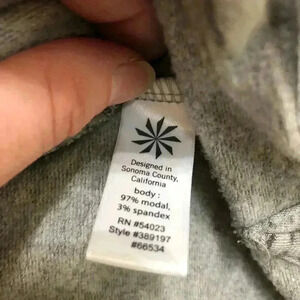 Designed in
Sonoma County,
California
body :
97% modal,
3% spandex
RN #54023
Style #389197
#66534